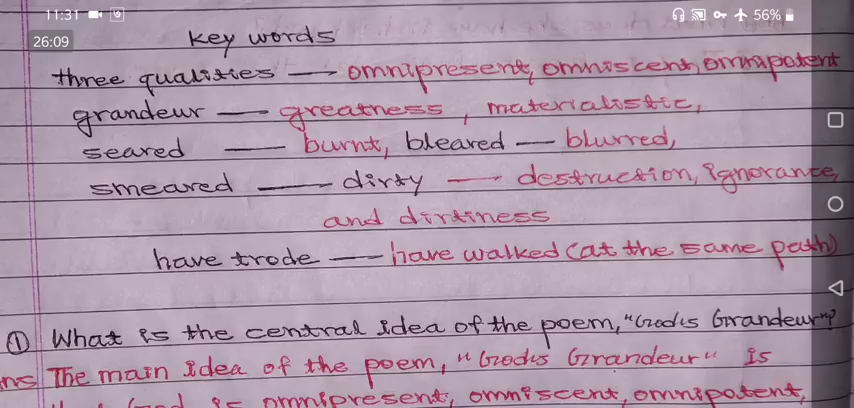 11:31 56%
26:09
key words
three qualities — omnipresent, omniscent, omnipotent
grandeur — greatness, materialistic,
seared — burnt, bleared — blurred,
smeared — dirty — destruction, ignorance,
and dirtiness
have trode — have walked (at the same path)
① What is the central idea of the poem, "God's Grandeur"?
ns The main idea of the poem, "God's Grandeur" is
God is omnipresent, omniscent, omnipotent,